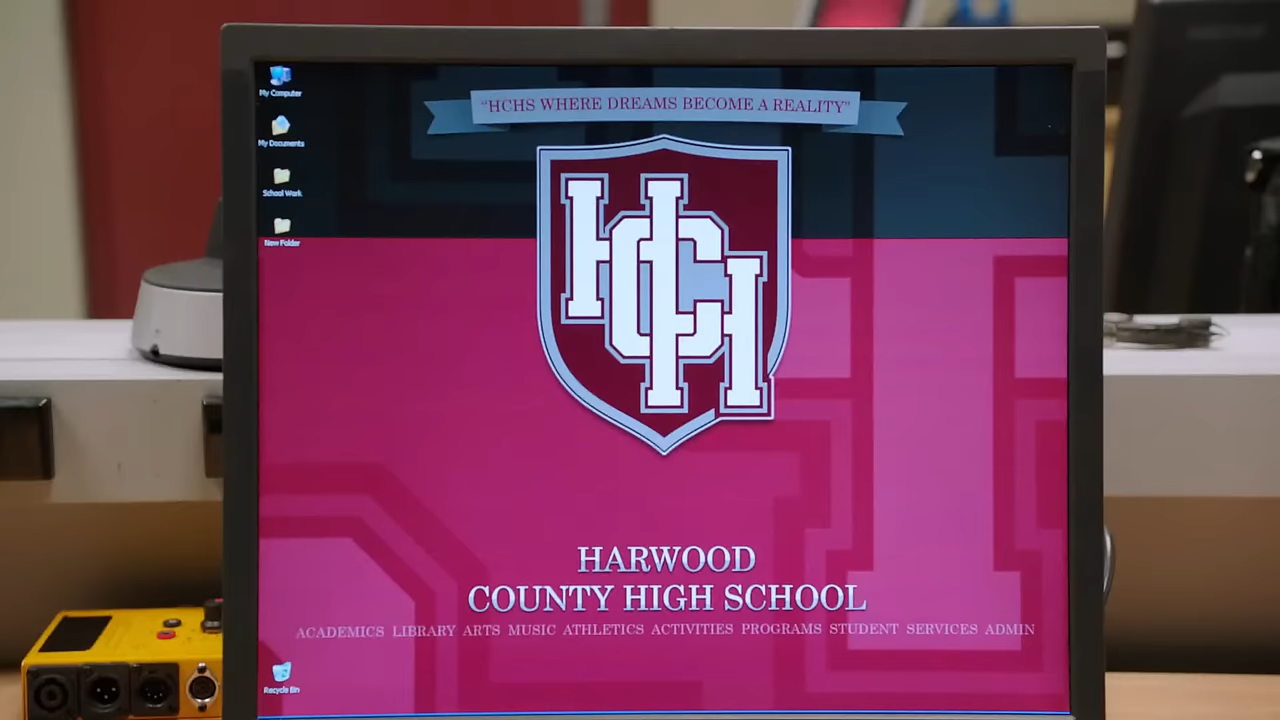 My Computer
My Documents
School Work
New Folder
Recycle Bin
"HCHS WHERE DREAMS BECOME A REALITY"
HCHS
HARWOOD
COUNTY HIGH SCHOOL
ACADEMICS LIBRARY ARTS MUSIC ATHLETICS ACTIVITIES PROGRAMS STUDENT SERVICES ADMIN